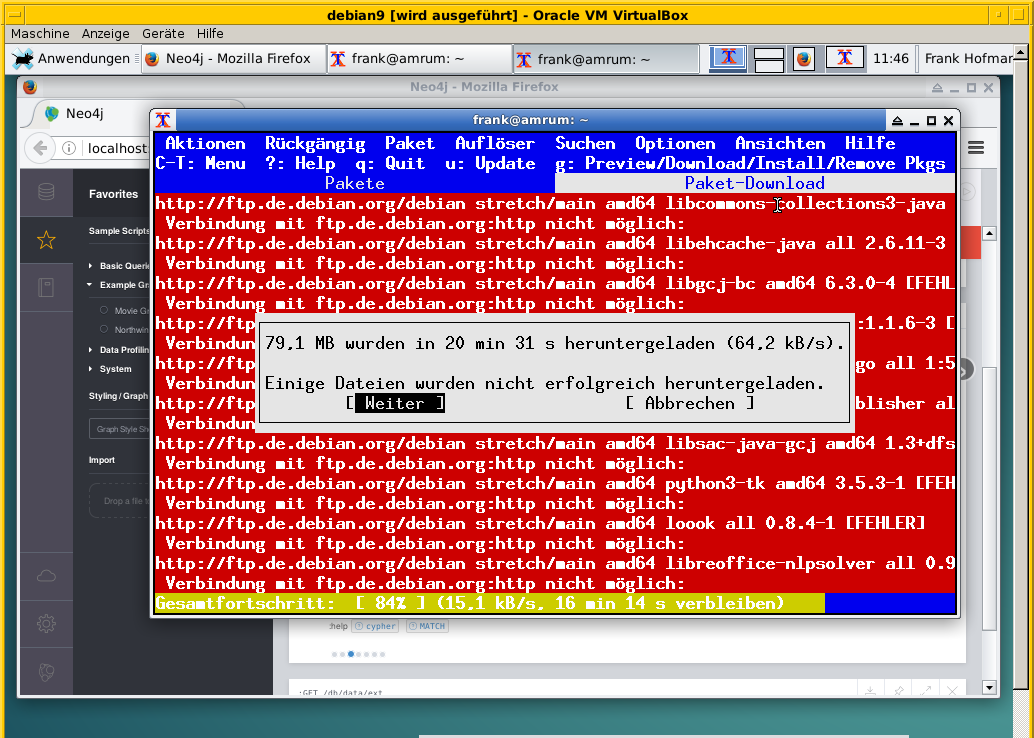 debian9 [wird ausgeführt] - Oracle VM VirtualBox
Maschine Anzeige Geräte Hilfe
Anwendungen Neo4j - Mozilla Firefox frank@amrum: ~ frank@amrum: ~ 11:46 Frank Hofmar
Neo4j - Mozilla Firefox
Neo4j
localhost:
frank@amrum: ~
Aktionen Rückgängig Paket Auflöser Suchen Optionen Ansichten Hilfe
C-T: Menu ?: Help q: Quit u: Update g: Preview/Download/Install/Remove Pkgs
Pakete Paket-Download
http://ftp.de.debian.org/debian stretch/main amd64 libcommons-collections3-java
Verbindung mit ftp.de.debian.org:http nicht möglich:
http://ftp.de.debian.org/debian stretch/main amd64 libehcache-java all 2.6.11-3
Verbindung mit ftp.de.debian.org:http nicht möglich:
http://ftp.de.debian.org/debian stretch/main amd64 libgcj-bc amd64 6.3.0-4 [FEHL
Verbindung mit ftp.de.debian.org:http nicht möglich:
http://ftp :1.1.6-3 [
Verbindun
http://ftp go all 1:5
Verbindun
http://ftp blisher al
Verbindun
79,1 MB wurden in 20 min 31 s heruntergeladen (64,2 kB/s).
Einige Dateien wurden nicht erfolgreich heruntergeladen.
[ Weiter ] [ Abbrechen ]
http://ftp.de.debian.org/debian stretch/main amd64 libsac-java-gcj amd64 1.3+dfs
Verbindung mit ftp.de.debian.org:http nicht möglich:
http://ftp.de.debian.org/debian stretch/main amd64 python3-tk amd64 3.5.3-1 [FEH
Verbindung mit ftp.de.debian.org:http nicht möglich:
http://ftp.de.debian.org/debian stretch/main amd64 loook all 0.8.4-1 [FEHLER]
Verbindung mit ftp.de.debian.org:http nicht möglich:
http://ftp.de.debian.org/debian stretch/main amd64 libreoffice-nlpsolver all 0.9
Verbindung mit ftp.de.debian.org:http nicht möglich:
Gesamtfortschritt: [ 84% ] (15,1 kB/s, 16 min 14 s verbleiben)
Favorites
Sample Scripts
Basic Querie
Example Gr
Movie Gr
Northwin
Data Profilin
System
Styling / Graph
Graph Style She
Import
Drop a file to
:help cypher MATCH
:GET /db/data/ext